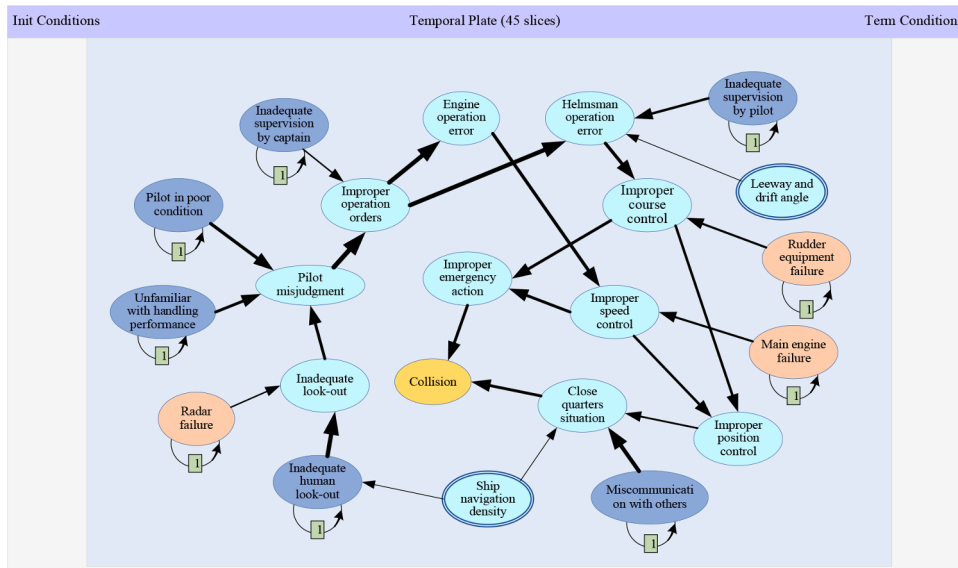 Init Conditions
Temporal Plate (45 slices)
Term Condition
Inadequate
supervision
by captain
1
Engine
operation
error
Helmsman
operation
error
Inadequate
supervision
by pilot
1
Pilot in poor
condition
1
Improper
operation
orders
Improper
course control
Leeway and
drift angle
Rudder
equipment
failure
1
Pilot
misjudgment
Improper
emergency
action
Unfamiliar
with handling
performance
1
Improper
speed
control
Main engine
failure
1
Inadequate
look-out
Collision
Close
quarters
situation
Radar
failure
1
Improper
position
control
Inadequate
human
look-out
1
Ship
navigation
density
Miscommunicati
on with others
1